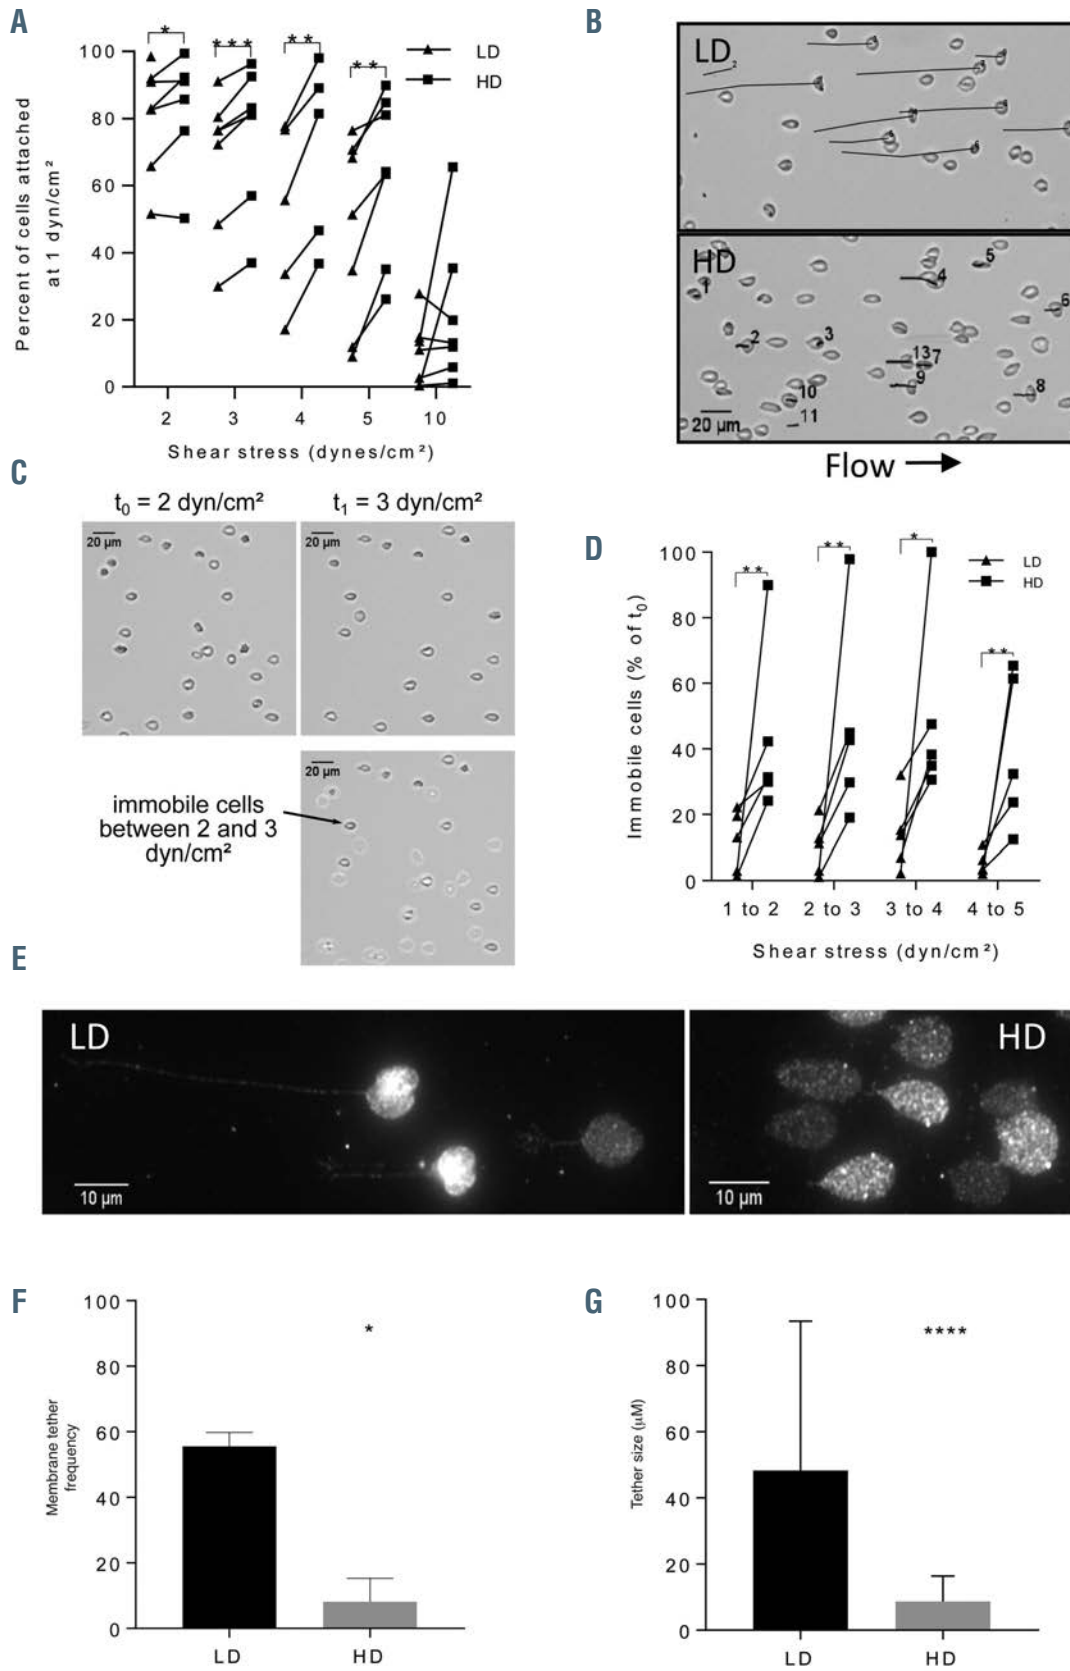 A
Percent of cells attached
at 1 dyn/cm²
100
80
60
40
20
0
*
***
**
**
LD
HD
2 3 4 5 10
Shear stress (dynes/cm²)
B
LD
2
HD
1
2
3
4
5
6
7
8
9
10
11
13
20 µm
Flow
C
t₀ = 2 dyn/cm²
t₁ = 3 dyn/cm²
20 µm
20 µm
20 µm
immobile cells
between 2 and 3
dyn/cm²
D
Immobile cells (% of t₀)
100
80
60
40
20
0
**
**
*
**
LD
HD
1 to 2 2 to 3 3 to 4 4 to 5
Shear stress (dyn/cm²)
E
LD
10 µm
HD
10 µm
F
Membrane tether
frequency
100
80
60
40
20
0
*
LD HD
G
Tether size (µM)
100
80
60
40
20
0
****
LD HD